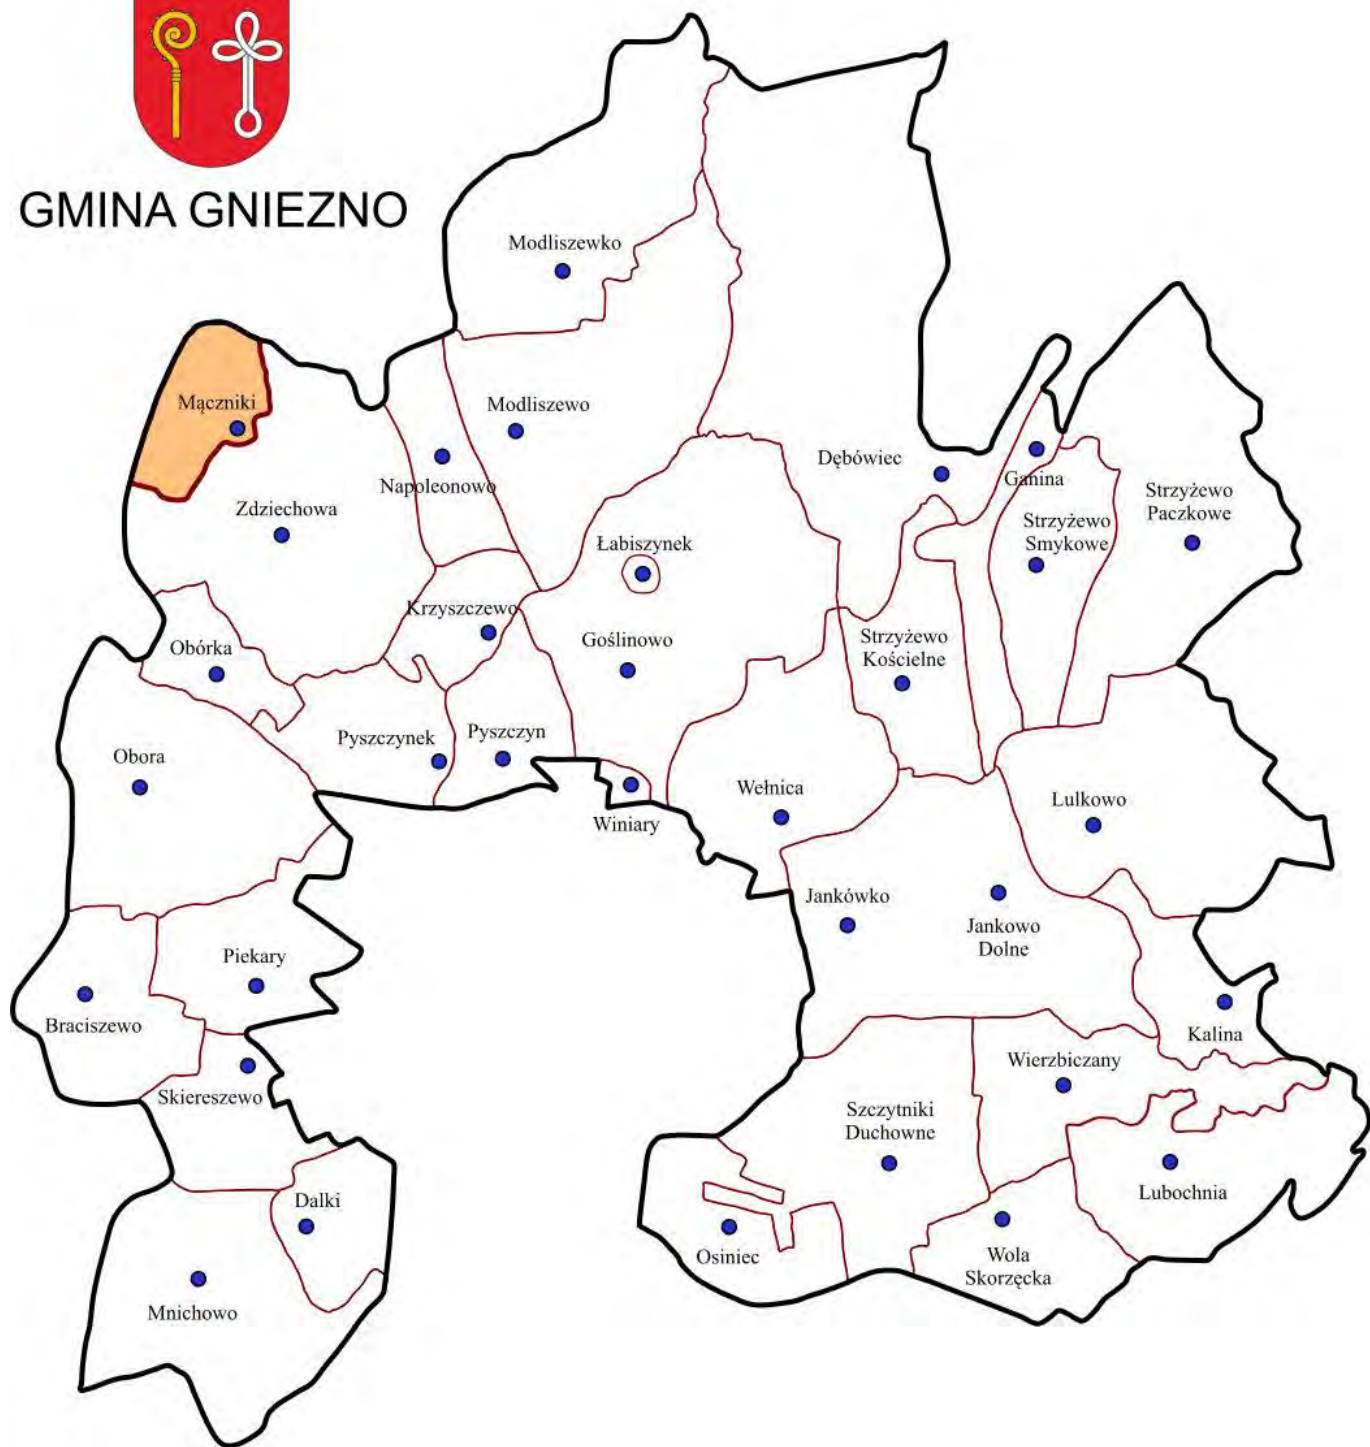 GMINA GNIEZNO
Modliszewko
Mączniki
Modliszewo
Dębówiec
Ganina
Napoleonowo
Strzyżewo
Paczkowe
Zdziechowa
Strzyżewo
Smykowe
Łabiszynek
Krzyszczewo
Goślinowo
Strzyżewo
Kościelne
Obórka
Pyszczynek
Pyszczyn
Obora
Wełnica
Lulkowo
Winiary
Jankówko
Jankowo
Dolne
Piekary
Braciszewo
Kalina
Wierzbiczany
Skiereszewo
Szczytniki
Duchowne
Lubochnia
Dalki
Osiniec
Wola
Skorzęcka
Mnichowo